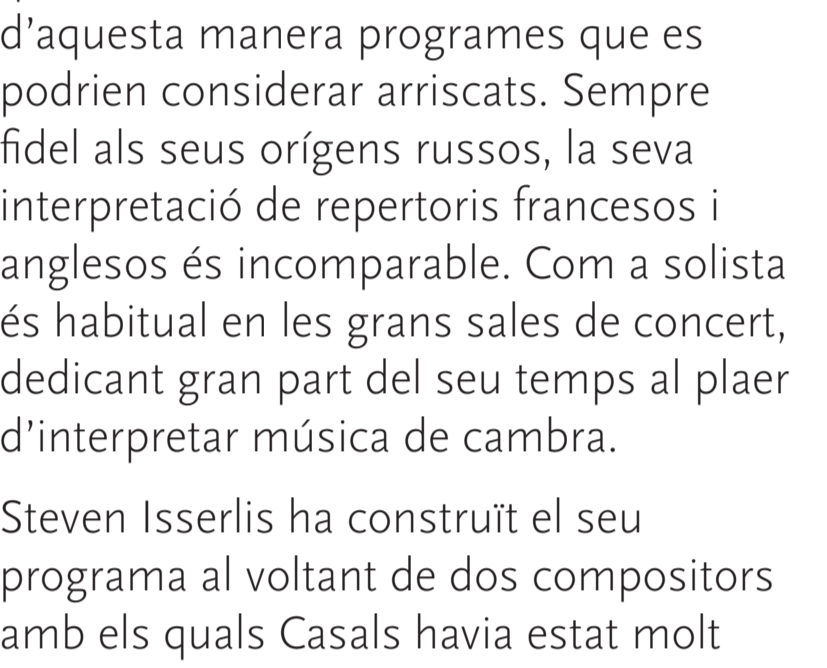 d’aquesta manera programes que es
podrien considerar arriscats. Sempre
fidel als seus orígens russos, la seva
interpretació de repertoris francesos i
anglesos és incomparable. Com a solista
és habitual en les grans sales de concert,
dedicant gran part del seu temps al plaer
d’interpretar música de cambra.
Steven Isserlis ha construït el seu
programa al voltant de dos compositors
amb els quals Casals havia estat molt